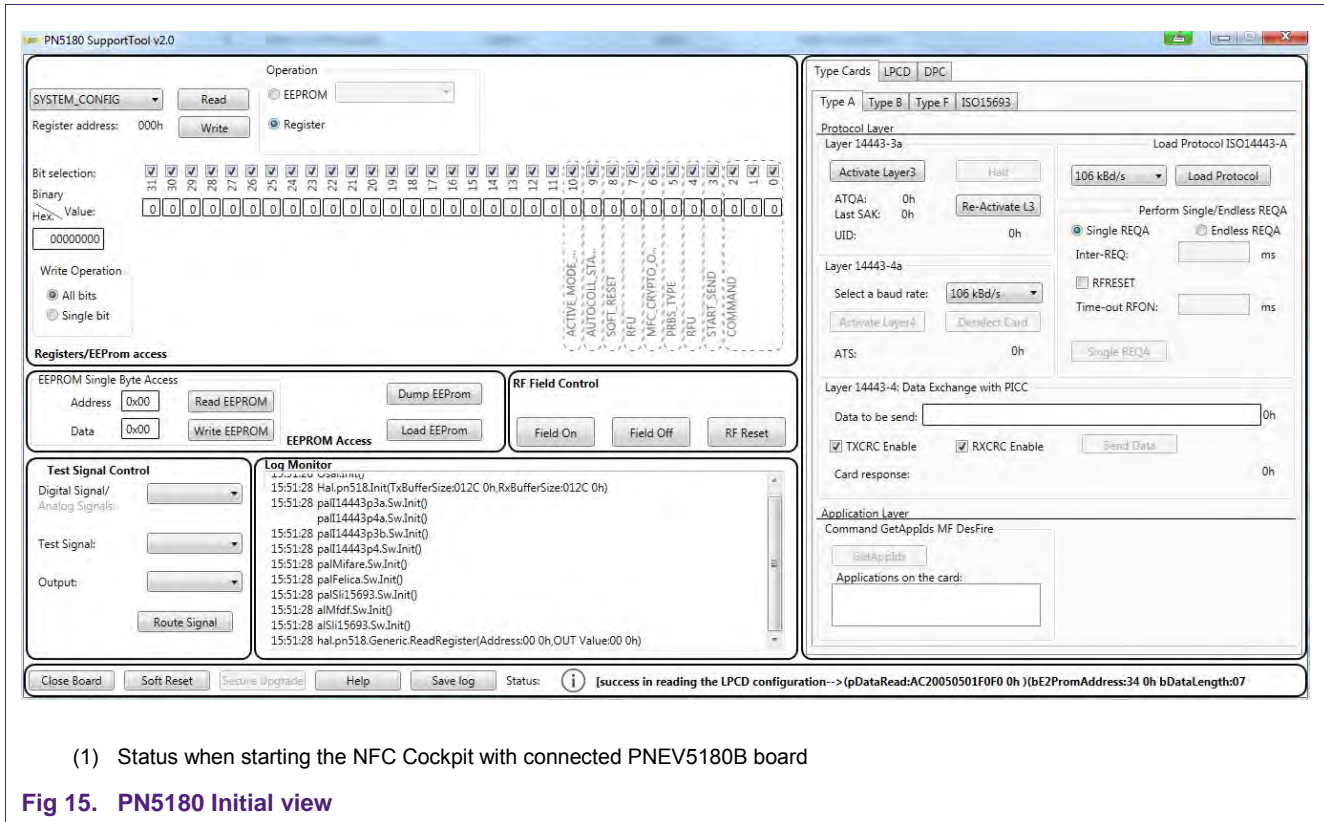 PN5180 SupportTool v2.0
Operation
SYSTEM_CONFIG Read EEPROM
Register address: 000h Write Register
Bit selection:
31 30 29 28 27 26 25 24 23 22 21 20 19 18 17 16 15 14 13 12 11 10 9 8 7 6 5 4 3 2 1 0
Binary
Hex. Value: 0 0 0 0 0 0 0 0 0 0 0 0 0 0 0 0 0 0 0 0 0 0 0 0 0 0 0 0 0 0 0 0
00000000
ACTIVE_MODE_...
AUTOCOLL_STA...
SOFT_RESET
RFU
MFC_CRYPTO_O...
PRBS_TYPE
RFU
START_SEND
COMMAND
Write Operation
All bits
Single bit
Registers/EEProm access
EEPROM Single Byte Access
Address 0x00 Read EEPROM Dump EEProm
Data 0x00 Write EEPROM EEPROM Access Load EEProm
RF Field Control
Field On Field Off RF Reset
Test Signal Control
Digital Signal/
Analog Signals:
Test Signal:
Output:
Route Signal
Log Monitor
15:51:28 Osal.Init()
15:51:28 Hal.pn518.Init(TxBufferSize:012C 0h,RxBufferSize:012C 0h)
15:51:28 palI14443p3a.Sw.Init()
palI14443p4a.Sw.Init()
15:51:28 palI14443p3b.Sw.Init()
15:51:28 palI14443p4.Sw.Init()
15:51:28 palMifare.Sw.Init()
15:51:28 palFelica.Sw.Init()
15:51:28 palSli15693.Sw.Init()
15:51:28 alMfdf.Sw.Init()
15:51:28 alSli15693.Sw.Init()
15:51:28 hal.pn518.Generic.ReadRegister(Address:00 0h,OUT Value:00 0h)
Type Cards LPCD DPC
Type A Type B Type F ISO15693
Protocol Layer
Layer 14443-3a
Activate Layer3 Halt
ATQA: 0h
Last SAK: 0h Re-Activate L3
UID: 0h
Load Protocol ISO14443-A
106 kBd/s Load Protocol
Perform Single/Endless REQA
Single REQA Endless REQA
Inter-REQ: ms
RFRESET
Time-out RFON: ms
Single REQA
Layer 14443-4a
Select a baud rate: 106 kBd/s
Activate Layer4 Deselect Card
ATS: 0h
Layer 14443-4: Data Exchange with PICC
Data to be send: 0h
TXCRC Enable RXCRC Enable Send Data
Card response: 0h
Application Layer
Command GetAppIds MF DesFire
GetAppIds
Applications on the card:
Close Board Soft Reset Secure Upgrade Help Save log Status: i [success in reading the LPCD configuration-->(pDataRead:AC20050501F0F0 0h )(bE2PromAddress:34 0h bDataLength:07
(1) Status when starting the NFC Cockpit with connected PNEV5180B board
Fig 15. PN5180 Initial view